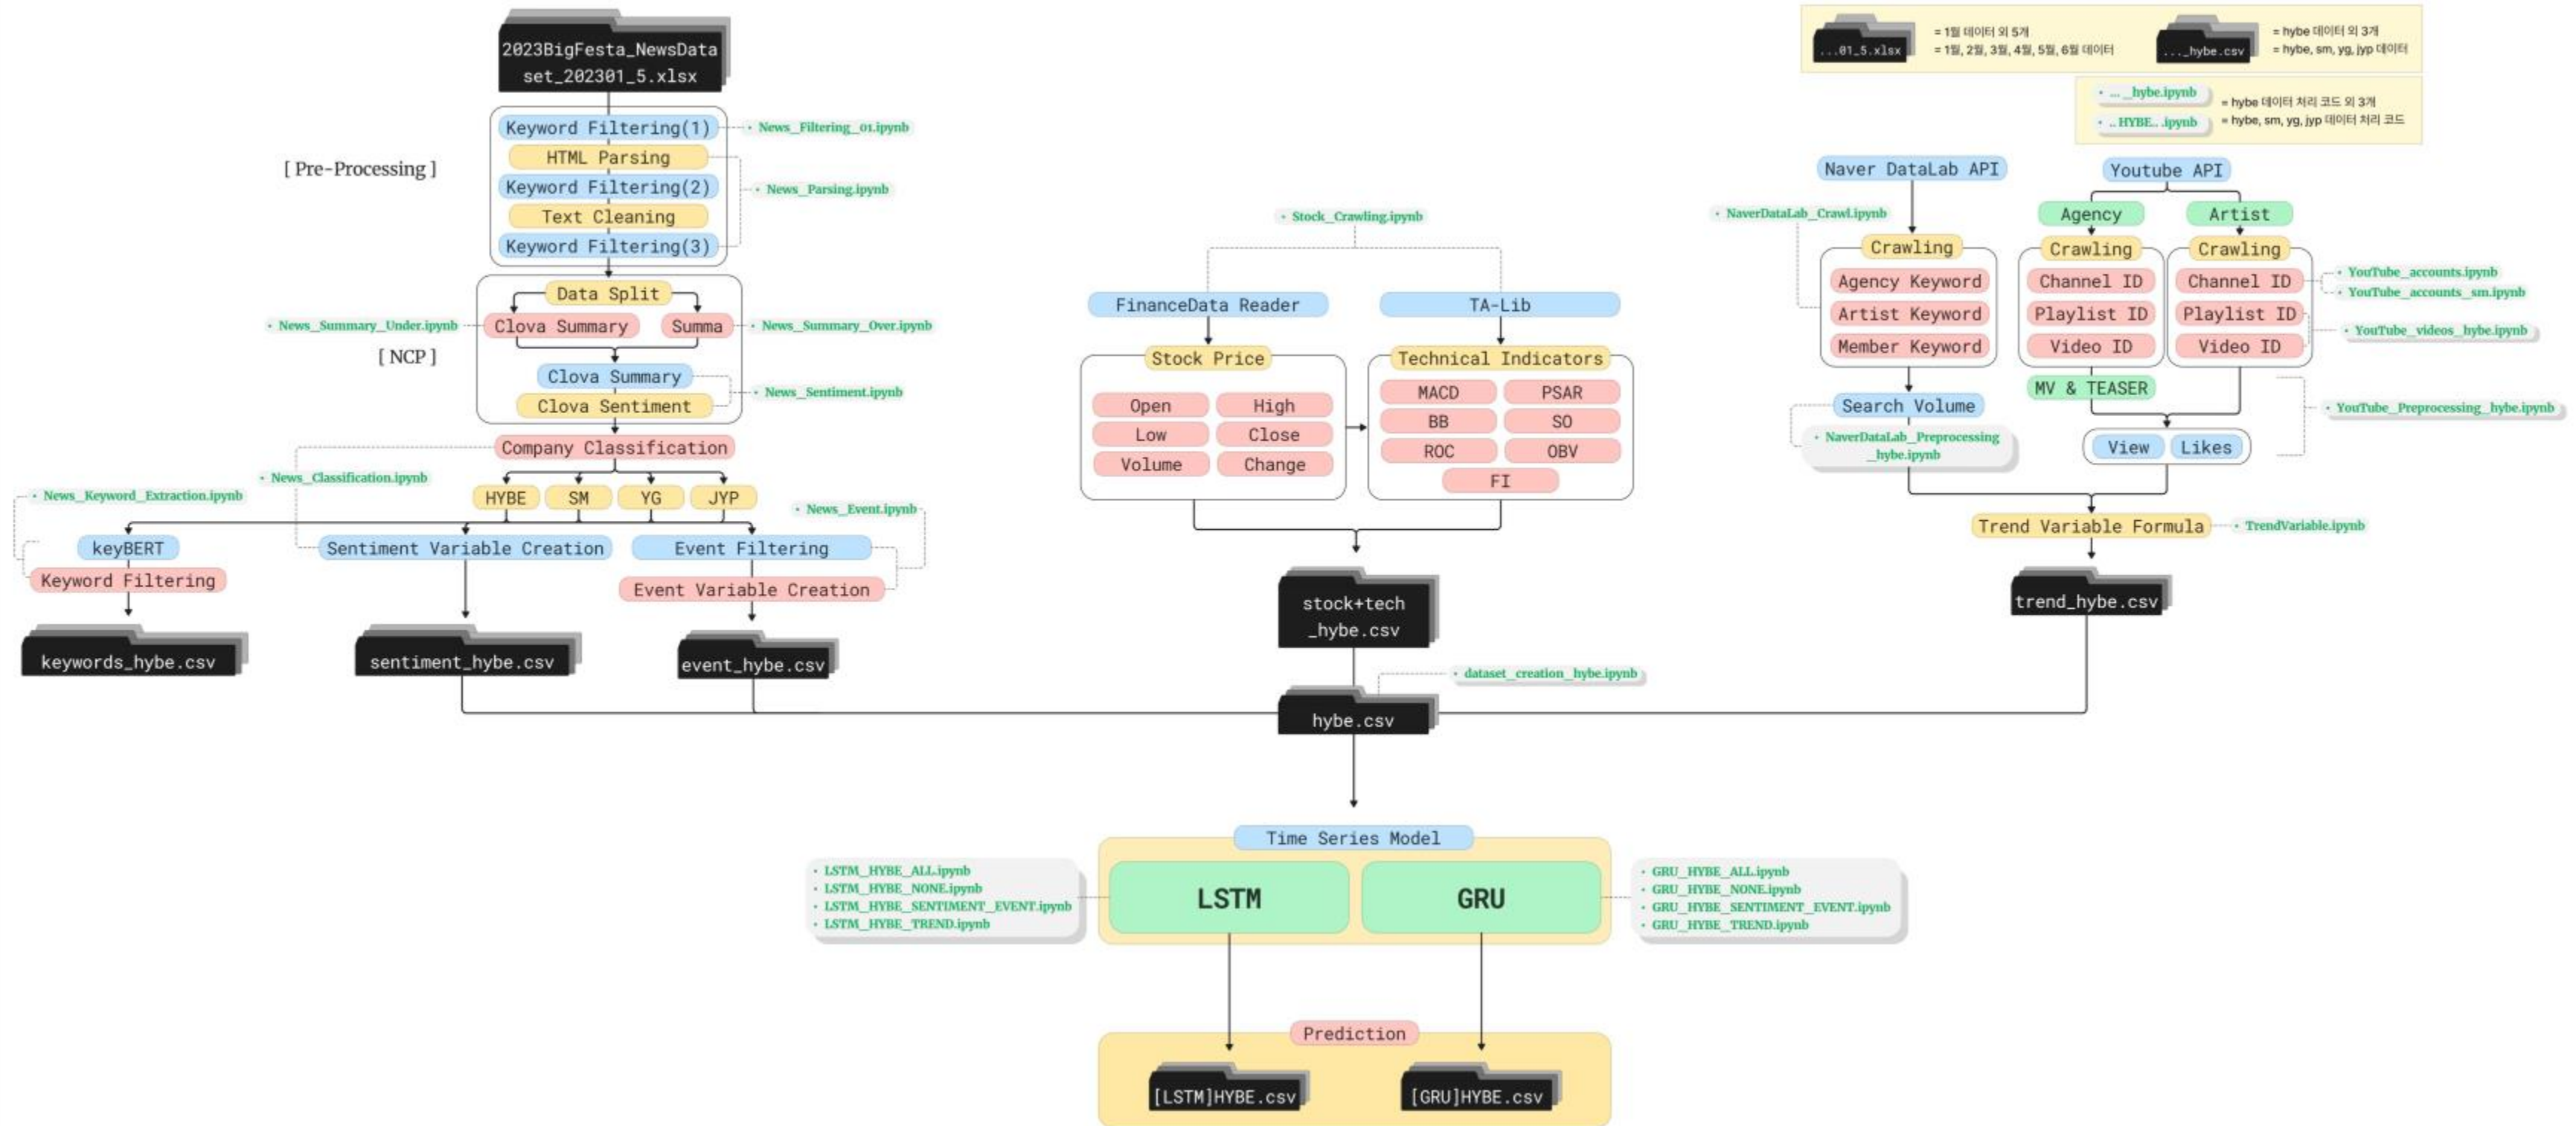 2023BigFesta_NewsData
set_202301_5.xlsx
[ Pre-Processing ]
Keyword Filtering(1)
• News_Filtering_01.ipynb
HTML Parsing
Keyword Filtering(2)
• News_Parsing.ipynb
Text Cleaning
Keyword Filtering(3)
[ NCP ]
Data Split
• News_Summary_Under.ipynb
Clova Summary
Summa
• News_Summary_Over.ipynb
Clova Summary
• News_Sentiment.ipynb
Clova Sentiment
Company Classification
• News_Classification.ipynb
HYBE
SM
YG
JYP
• News_Keyword_Extraction.ipynb
• News_Event.ipynb
keyBERT
Sentiment Variable Creation
Event Filtering
Keyword Filtering
Event Variable Creation
keywords_hybe.csv
sentiment_hybe.csv
event_hybe.csv
• Stock_Crawling.ipynb
FinanceData Reader
TA-Lib
Stock Price
Open
High
Low
Close
Volume
Change
Technical Indicators
MACD
PSAR
BB
SO
ROC
OBV
FI
stock+tech
_hybe.csv
• dataset_creation_hybe.ipynb
hybe.csv
...01_5.xlsx
= 1월 데이터 외 5개
= 1월, 2월, 3월, 4월, 5월, 6월 데이터
..._hybe.csv
= hybe 데이터 외 3개
= hybe, sm, yg, jyp 데이터
• ... _hybe.ipynb
• .. HYBE.. .ipynb
= hybe 데이터 처리 코드 외 3개
= hybe, sm, yg, jyp 데이터 처리 코드
Naver DataLab API
• NaverDataLab_Crawl.ipynb
Crawling
Agency Keyword
Artist Keyword
Member Keyword
Search Volume
• NaverDataLab_Preprocessing
_hybe.ipynb
Youtube API
Agency
Artist
Crawling
Channel ID
Playlist ID
Video ID
MV & TEASER
Crawling
Channel ID
Playlist ID
Video ID
• YouTube_accounts.ipynb
• YouTube_accounts_sm.ipynb
• YouTube_videos_hybe.ipynb
• YouTube_Preprocessing_hybe.ipynb
View
Likes
Trend Variable Formula
• TrendVariable.ipynb
trend_hybe.csv
Time Series Model
• LSTM_HYBE_ALL.ipynb
• LSTM_HYBE_NONE.ipynb
• LSTM_HYBE_SENTIMENT_EVENT.ipynb
• LSTM_HYBE_TREND.ipynb
LSTM
GRU
• GRU_HYBE_ALL.ipynb
• GRU_HYBE_NONE.ipynb
• GRU_HYBE_SENTIMENT_EVENT.ipynb
• GRU_HYBE_TREND.ipynb
Prediction
[LSTM]HYBE.csv
[GRU]HYBE.csv